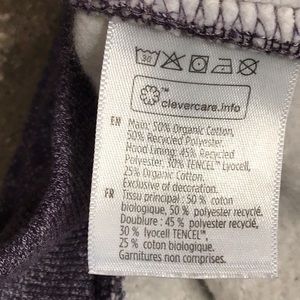 30
™
clevercare.info
EN Main: 50% Organic Cotton,
50% Recycled Polyester.
Hood Lining: 45% Recycled
Polyester, 30% TENCEL™ Lyocell,
25% Organic Cotton.
Exclusive of decoration.
FR Tissu principal : 50 % coton
biologique, 50 % polyester recyclé.
Doublure : 45 % polyester recyclé,
30 % lyocell TENCEL™,
25 % coton biologique.
Garnitures non comprises.